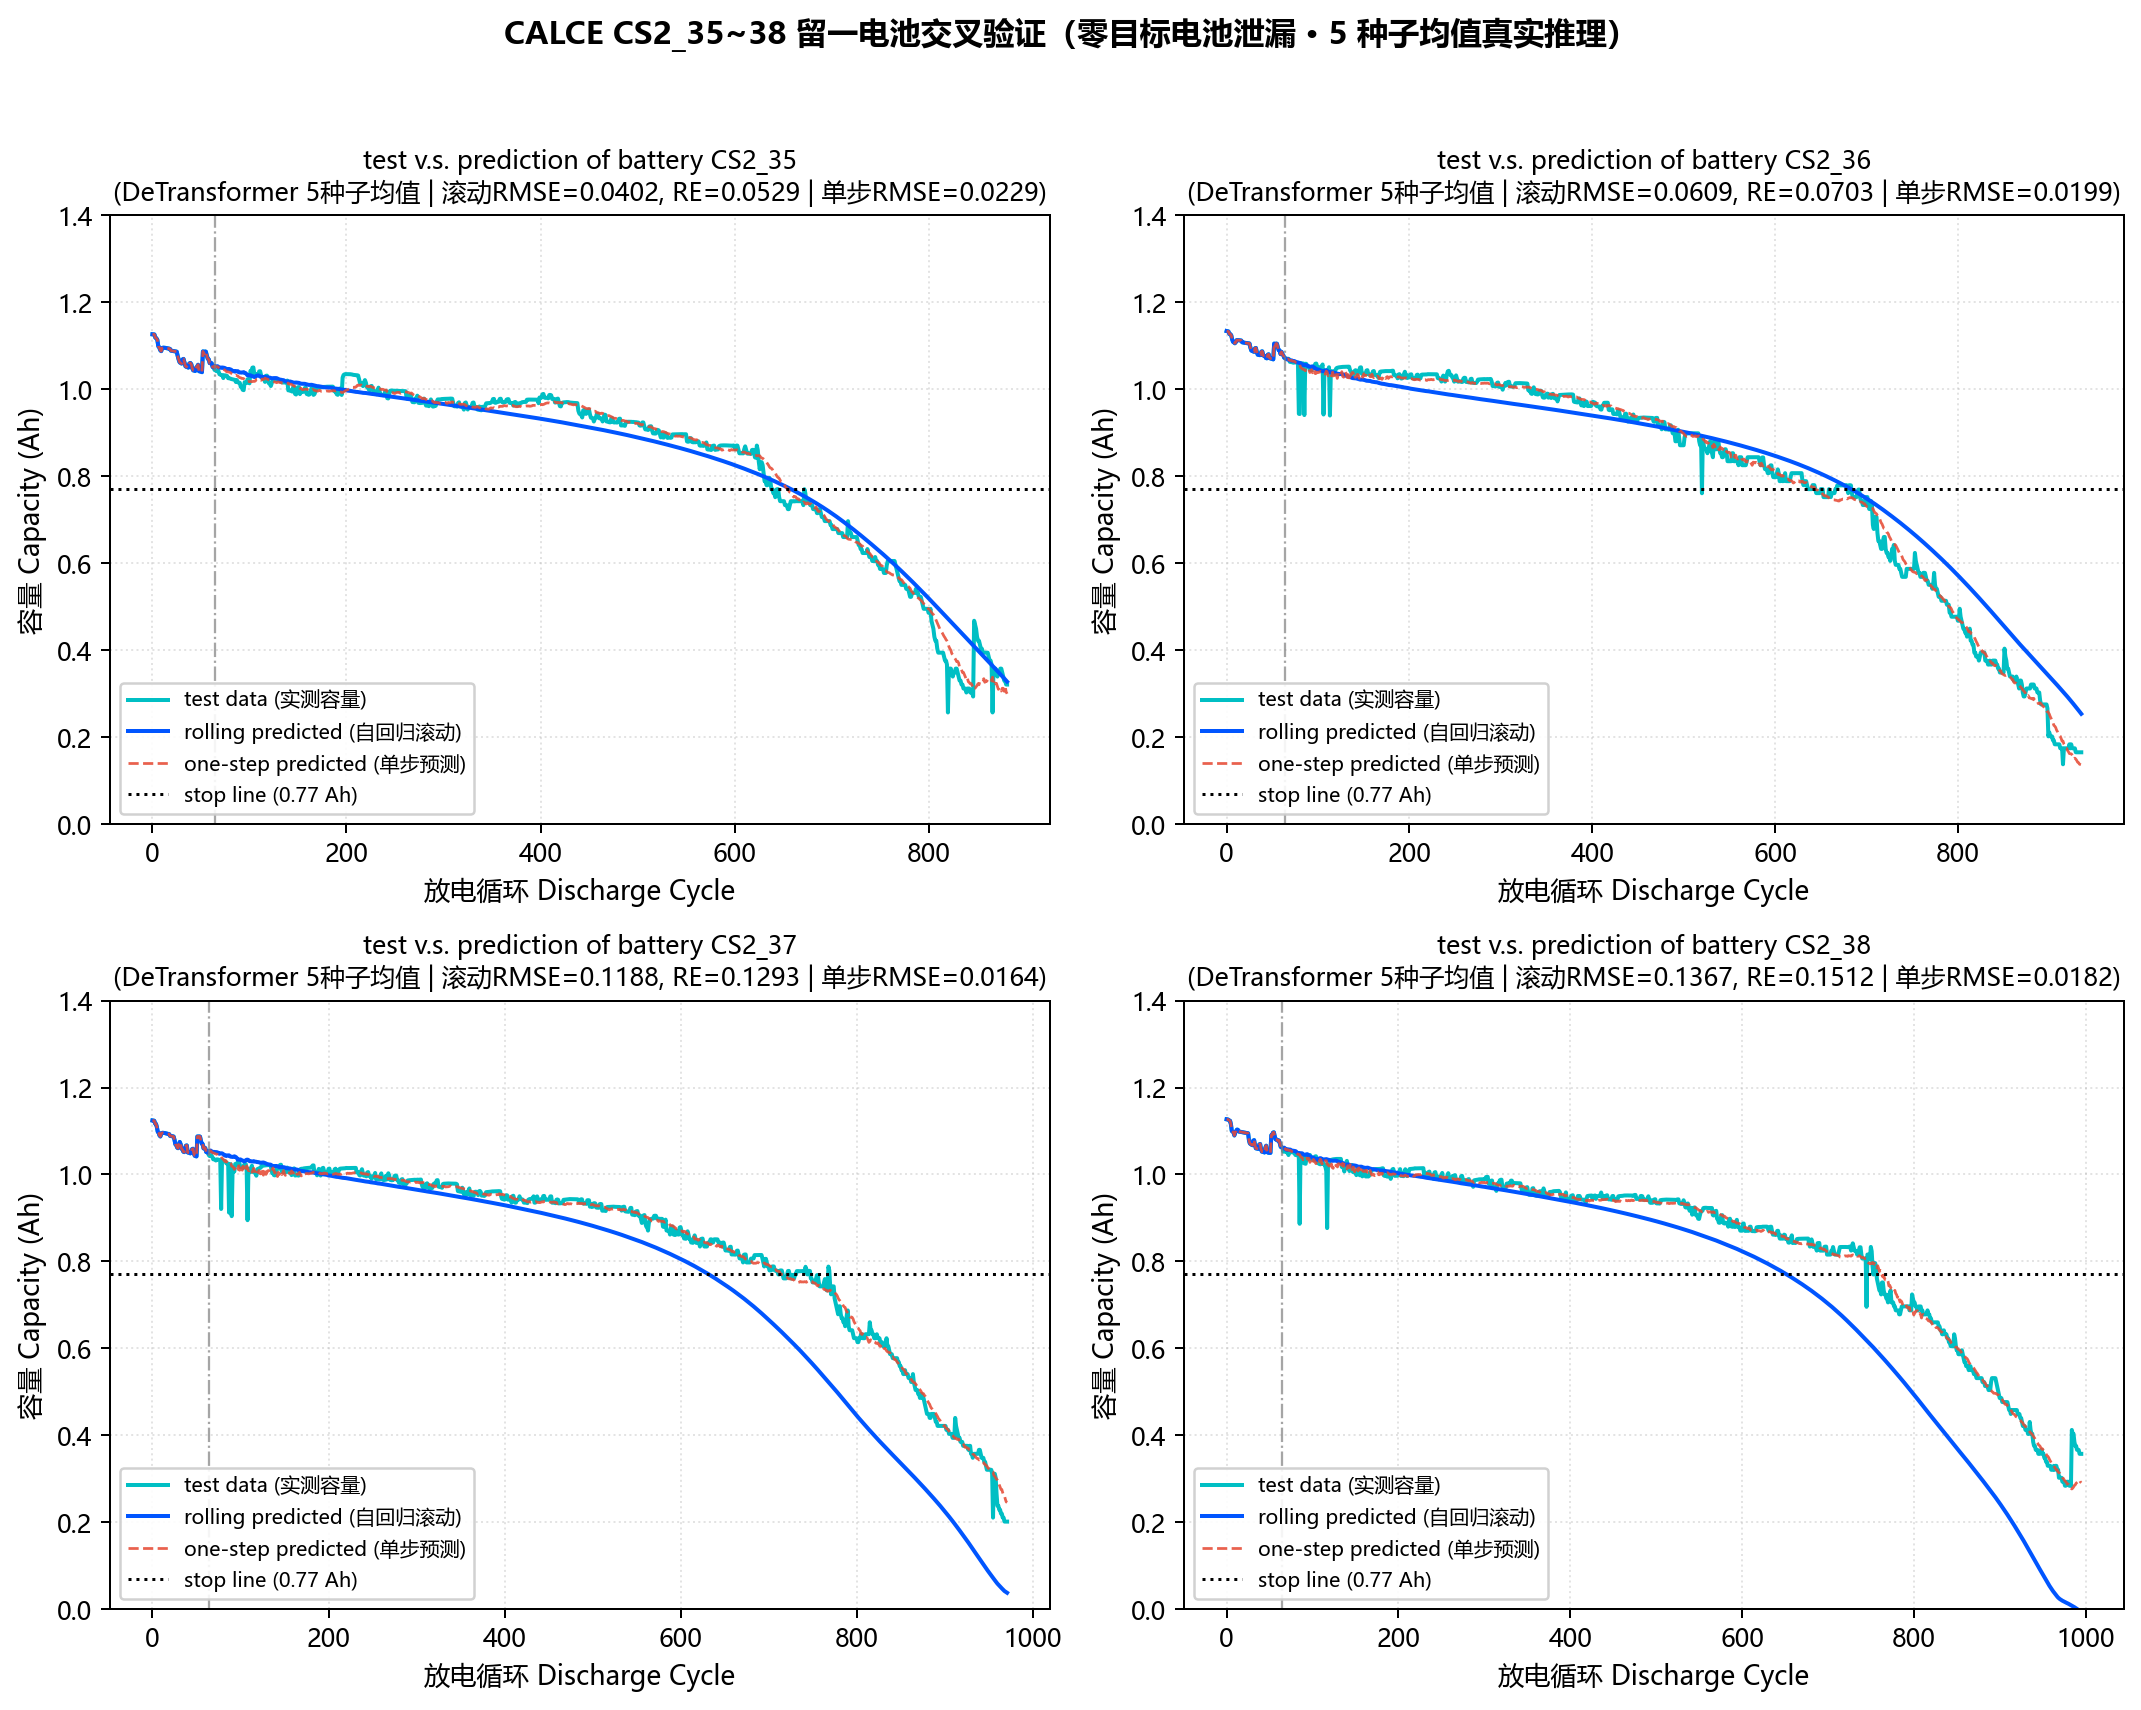 CALCE CS2_35~38 留一电池交叉验证（零目标电池泄漏 • 5 种子均值真实推理）
test v.s. prediction of battery CS2_35
(DeTransformer 5种子均值 | 滚动RMSE=0.0402, RE=0.0529 | 单步RMSE=0.0229)
1.4
1.2
1.0
0.8
0.6
0.4
0.2
0.0
容量 Capacity (Ah)
test data (实测容量)
rolling predicted (自回归滚动)
one-step predicted (单步预测)
stop line (0.77 Ah)
0 200 400 600 800
放电循环 Discharge Cycle
test v.s. prediction of battery CS2_36
(DeTransformer 5种子均值 | 滚动RMSE=0.0609, RE=0.0703 | 单步RMSE=0.0199)
1.4
1.2
1.0
0.8
0.6
0.4
0.2
0.0
容量 Capacity (Ah)
test data (实测容量)
rolling predicted (自回归滚动)
one-step predicted (单步预测)
stop line (0.77 Ah)
0 200 400 600 800
放电循环 Discharge Cycle
test v.s. prediction of battery CS2_37
(DeTransformer 5种子均值 | 滚动RMSE=0.1188, RE=0.1293 | 单步RMSE=0.0164)
1.4
1.2
1.0
0.8
0.6
0.4
0.2
0.0
容量 Capacity (Ah)
test data (实测容量)
rolling predicted (自回归滚动)
one-step predicted (单步预测)
stop line (0.77 Ah)
0 200 400 600 800 1000
放电循环 Discharge Cycle
test v.s. prediction of battery CS2_38
(DeTransformer 5种子均值 | 滚动RMSE=0.1367, RE=0.1512 | 单步RMSE=0.0182)
1.4
1.2
1.0
0.8
0.6
0.4
0.2
0.0
容量 Capacity (Ah)
test data (实测容量)
rolling predicted (自回归滚动)
one-step predicted (单步预测)
stop line (0.77 Ah)
0 200 400 600 800 1000
放电循环 Discharge Cycle